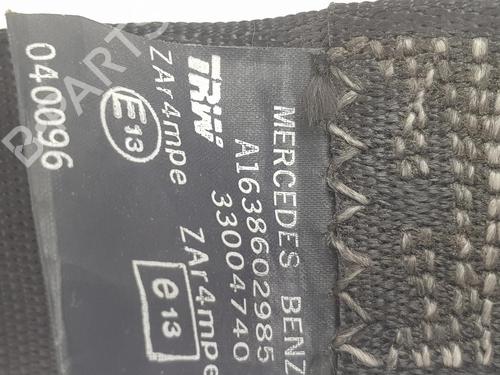 MERCEDES BENZ
A1638602985
33004740
TRW
ZAr4mpe ZAr4mpe
E13 e13
040096